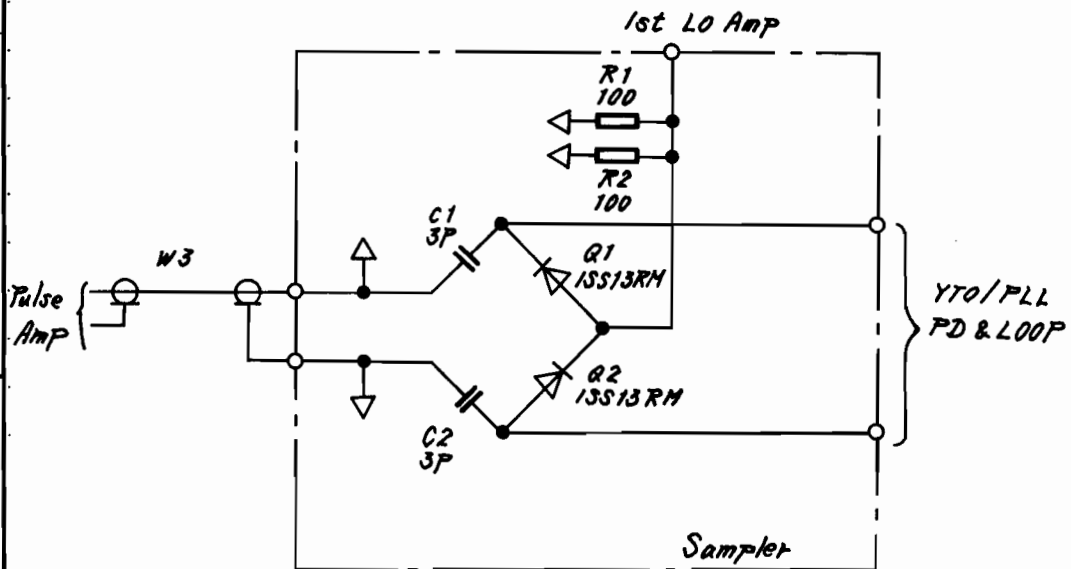 1st LO Amp
R1
100
R2
100
C1
3P
W3
Q1
1SS13RM
Pulse
Amp
YTO/PLL
PD & LOOP
Q2
1SS13RM
C2
3P
Sampler